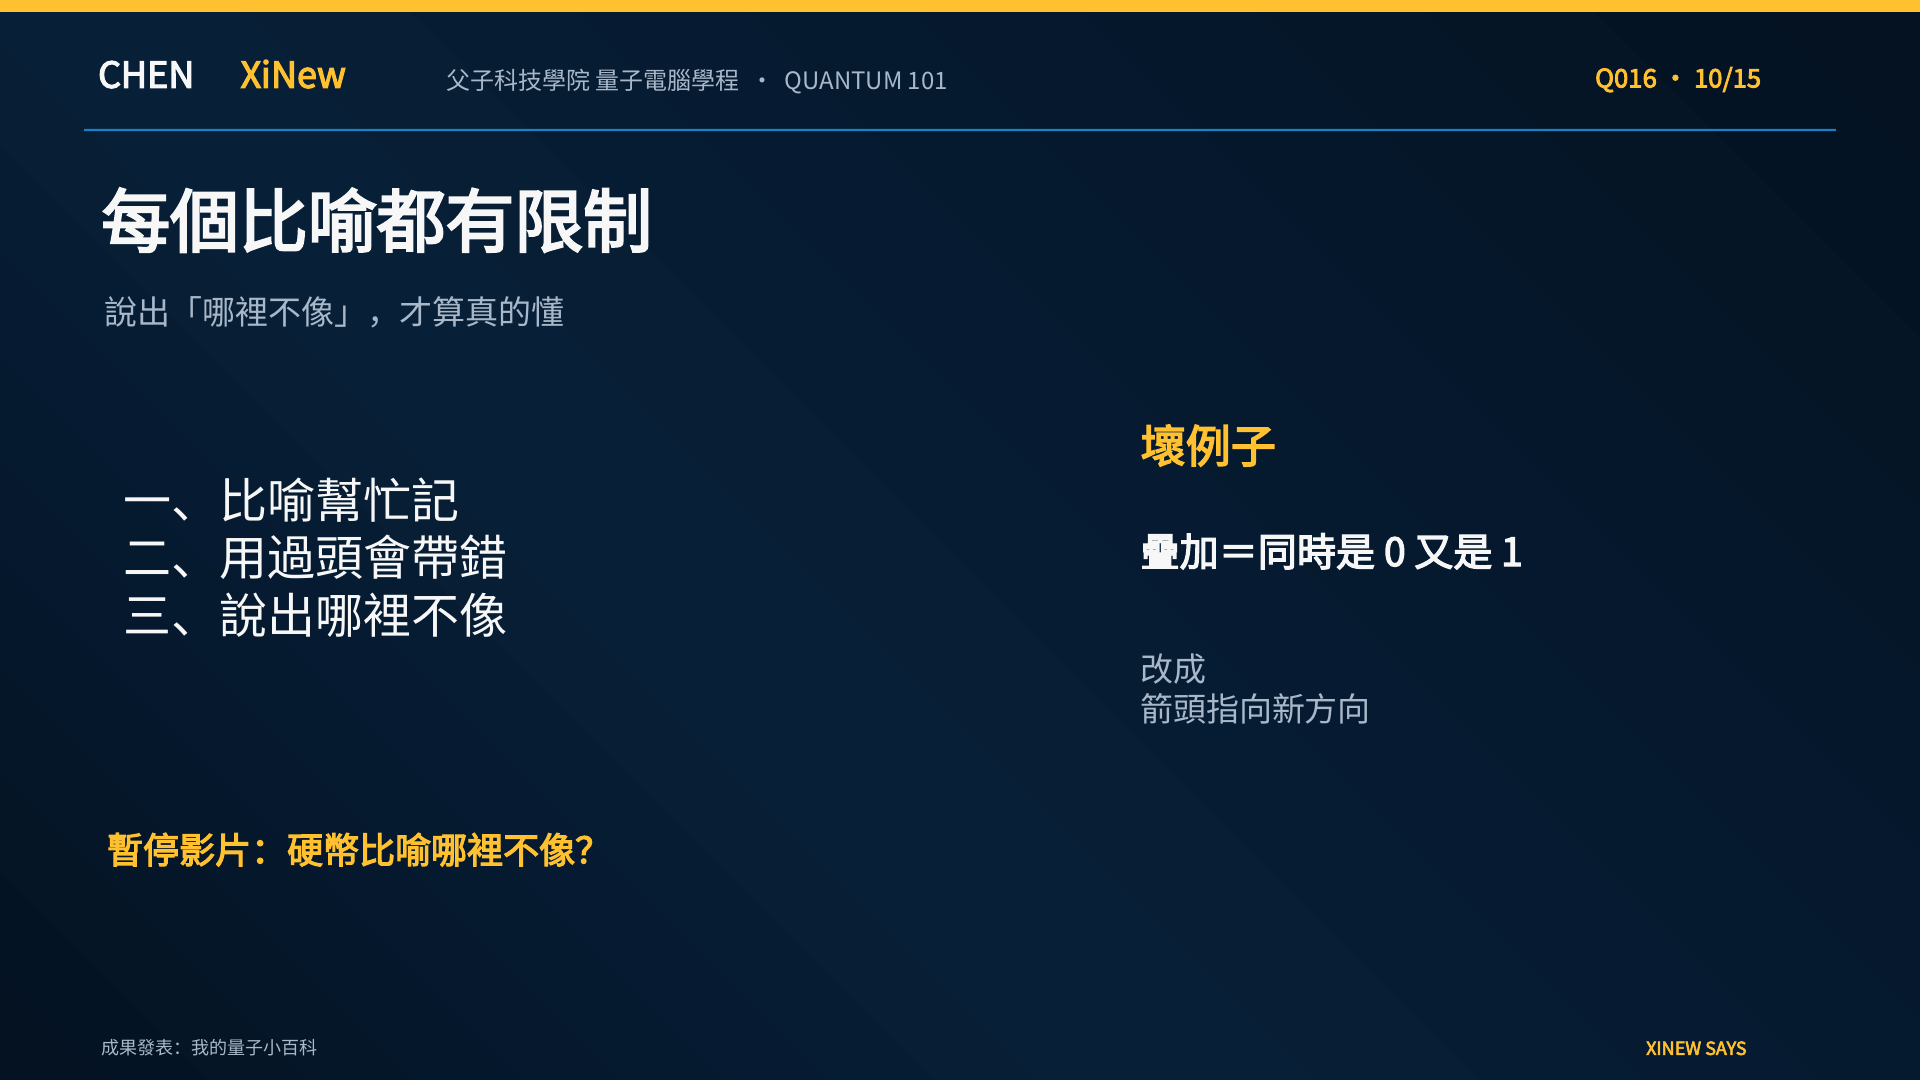 CHEN XiNew 父子科技學院 量子電腦學程 · QUANTUM 101 Q016 · 10/15
每個比喻都有限制
說出「哪裡不像」，才算真的懂
一、比喻幫忙記
二、用過頭會帶錯
三、說出哪裡不像
壞例子
疊加＝同時是 0 又是 1
改成
箭頭指向新方向
暫停影片：硬幣比喻哪裡不像？
成果發表：我的量子小百科
XINEW SAYS